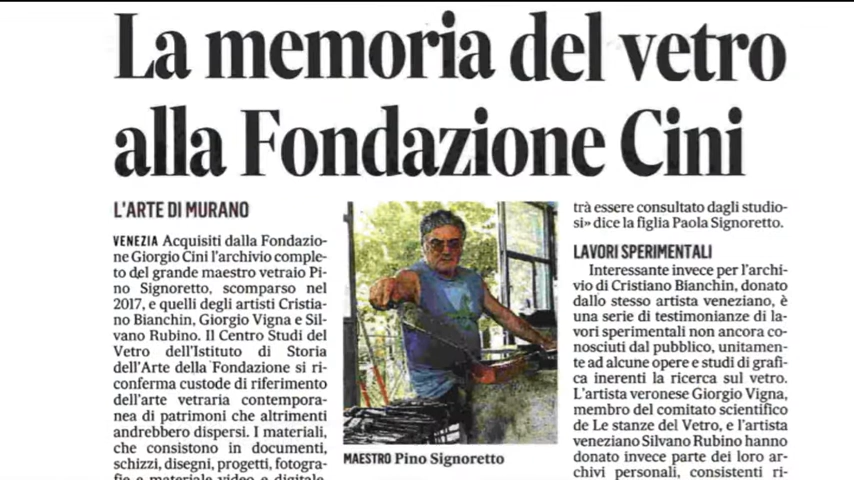 La memoria del vetro
alla Fondazione Cini
L'ARTE DI MURANO
VENEZIA Acquisiti dalla Fondazio-
ne Giorgio Cini l'archivio comple-
to del grande maestro vetraio Pi-
no Signoretto, scomparso nel
2017, e quelli degli artisti Cristia-
no Bianchin, Giorgio Vigna e Sil-
vano Rubino. Il Centro Studi del
Vetro dell'Istituto di Storia
dell'Arte della Fondazione si ri-
conferma custode di riferimento
dell'arte vetraria contempora-
nea di patrimoni che altrimenti
andrebbero dispersi. I materiali,
che consistono in documenti,
schizzi, disegni, progetti, fotogra-
fie e materiale video e digitale,
MAESTRO Pino Signoretto
trà essere consultato dagli studio-
si» dice la figlia Paola Signoretto.
LAVORI SPERIMENTALI
Interessante invece per l'archi-
vio di Cristiano Bianchin, donato
dallo stesso artista veneziano, è
una serie di testimonianze di la-
vori sperimentali non ancora co-
nosciuti dal pubblico, unitamen-
te ad alcune opere e studi di grafi-
ca inerenti la ricerca sul vetro.
L'artista veronese Giorgio Vigna,
membro del comitato scientifico
de Le stanze del Vetro, e l'artista
veneziano Silvano Rubino hanno
donato invece parte dei loro ar-
chivi personali, consistenti ri-